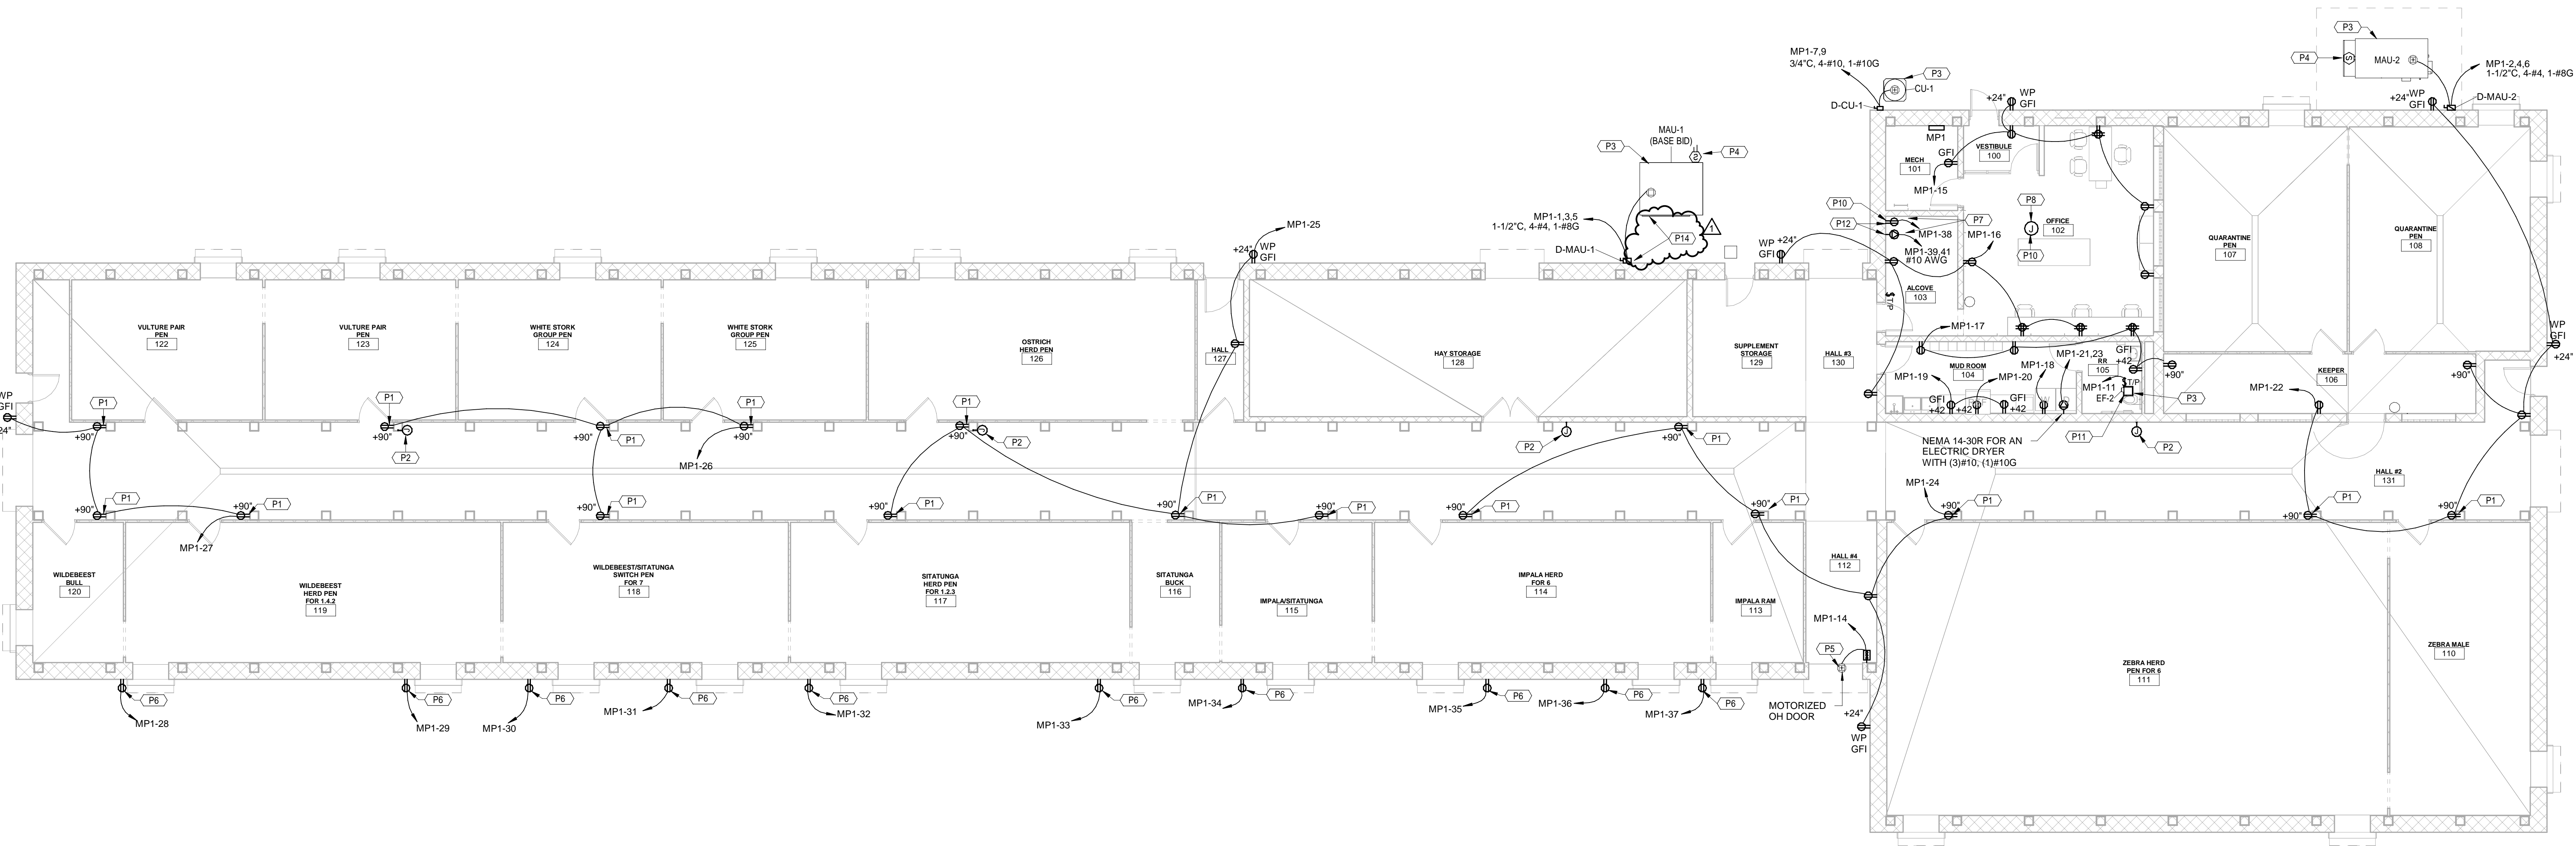 P3
MAU-2
P4
MP1-2,4,6
1-1/2"C, 4-#4, 1-#8G
D-MAU-2
+24"
WP
GFI
MP1-7,9
3/4"C, 4-#10, 1-#10G
P3
CU-1
D-CU-1
+24"
WP
GFI
MAU-1
(BASE BID)
P3
P4
MP1-1,3,5
1-1/2"C, 4-#4, 1-#8G
D-MAU-1
P14
1
MP1
GFI
MECH
101
MP1-15
VESTIBULE
100
P10
P12
P7
MP1-38
MP1-39,41
#10 AWG
MP1-16
P8
J
P10
OFFICE
102
QUARANTINE
PEN
107
QUARANTINE
PEN
108
MP1-25
+24"
WP
GFI
WP
GFI
+24"
ALCOVE
103
$T/P
VULTURE PAIR
PEN
122
VULTURE PAIR
PEN
123
WHITE STORK
GROUP PEN
124
WHITE STORK
GROUP PEN
125
OSTRICH
HERD PEN
126
HALL
127
HAY STORAGE
128
SUPPLEMENT
STORAGE
129
HALL #3
130
MP1-17
MUD ROOM
104
MP1-18
MP1-19
MP1-20
MP1-21,23
GFI
+42
+42"
GFI
+42
GFI
+42
RR
105
MP1-11
EF-2
$T/P
P3
P11
+90"
KEEPER
106
+90"
MP1-22
WP
GFI
+24"
WP
GFI
24"
P1
+90"
P1
+90"
J
P2
+90"
P1
P1
+90"
MP1-26
P1
+90"
J
P2
P2
J
+90"
P1
NEMA 14-30R FOR AN
ELECTRIC DRYER
WITH (3)#10, (1)#10G
J
P2
HALL #2
131
MP1-24
+90"
P1
+90"
P1
MP1-27
+90"
P1
+90"
P1
+90"
P1
+90"
P1
+90"
P1
+90"
P1
+90"
P1
+90"
P1
+90"
P1
WILDEBEEST
BULL
120
WILDEBEEST
HERD PEN
FOR 1.4.2
119
WILDEBEEST/SITATUNGA
SWITCH PEN
FOR 7
118
SITATUNGA
HERD PEN
FOR 1.2.3
117
SITATUNGA
BUCK
116
IMPALA/SITATUNGA
115
IMPALA HERD
FOR 6
114
IMPALA RAM
113
HALL #4
112
MP1-14
P5
MOTORIZED
OH DOOR
ZEBRA HERD
PEN FOR 6
111
ZEBRA MALE
110
P6
MP1-28
P6
MP1-29
P6
MP1-30
P6
MP1-31
P6
MP1-32
P6
MP1-33
P6
MP1-34
P6
MP1-35
P6
MP1-36
P6
MP1-37
+24"
WP
GFI